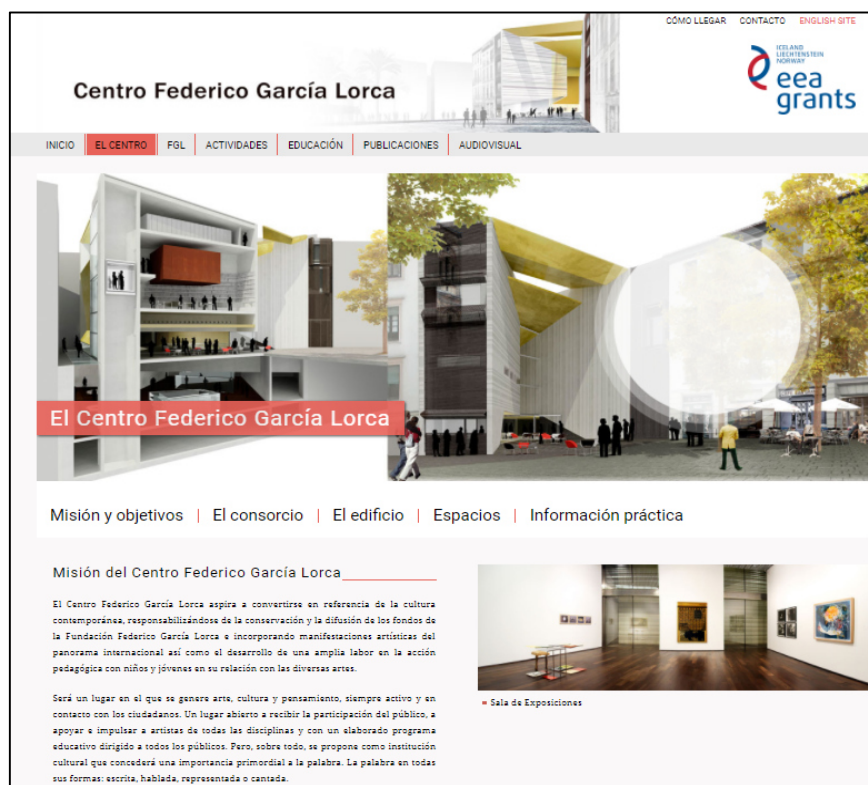 CÓMO LLEGAR CONTACTO ENGLISH SITE
Centro Federico García Lorca
ICELAND
LIECHTENSTEIN
NORWAY
eea
grants
INICIO EL CENTRO FGL ACTIVIDADES EDUCACIÓN PUBLICACIONES AUDIOVISUAL
El Centro Federico García Lorca
Misión y objetivos | El consorcio | El edificio | Espacios | Información práctica
Misión del Centro Federico García Lorca
El Centro Federico García Lorca aspira a convertirse en referencia de la cultura
contemporánea, responsabilizándose de la conservación y la difusión de los fondos de
la Fundación Federico García Lorca e incorporando manifestaciones artísticas del
panorama internacional así como el desarrollo de una amplia labor en la acción
pedagógica con niños y jóvenes en su relación con las diversas artes.
Será un lugar en el que se genere arte, cultura y pensamiento, siempre activo y en
contacto con los ciudadanos. Un lugar abierto a recibir la participación del público, a
apoyar e impulsar a artistas de todas las disciplinas y con un elaborado programa
educativo dirigido a todos los públicos. Pero, sobre todo, se propone como institución
cultural que concederá una importancia primordial a la palabra. La palabra en todas
sus formas: escrita, hablada, representada o cantada.
Sala de Exposiciones